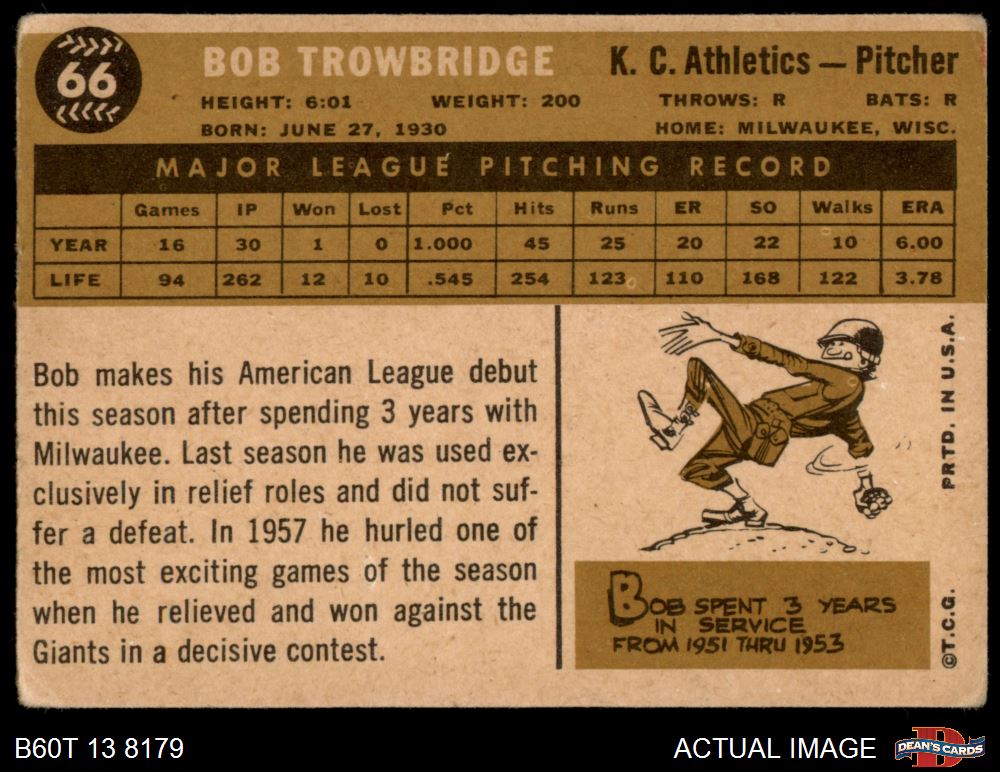 66
BOB TROWBRIDGE
K. C. Athletics — Pitcher
HEIGHT: 6:01 WEIGHT: 200 THROWS: R BATS: R
BORN: JUNE 27, 1930 HOME: MILWAUKEE, WISC.
MAJOR LEAGUE PITCHING RECORD
Games IP Won Lost Pct Hits Runs ER SO Walks ERA
YEAR 16 30 1 0 1.000 45 25 20 22 10 6.00
LIFE 94 262 12 10 .545 254 123 110 168 122 3.78
Bob makes his American League debut
this season after spending 3 years with
Milwaukee. Last season he was used ex-
clusively in relief roles and did not suf-
fer a defeat. In 1957 he hurled one of
the most exciting games of the season
when he relieved and won against the
Giants in a decisive contest.
BOB SPENT 3 YEARS
IN SERVICE
FROM 1951 THRU 1953
©T.C.G. PRTD. IN U.S.A.
B60T 13 8179
ACTUAL IMAGE
D
DEAN'S CARDS